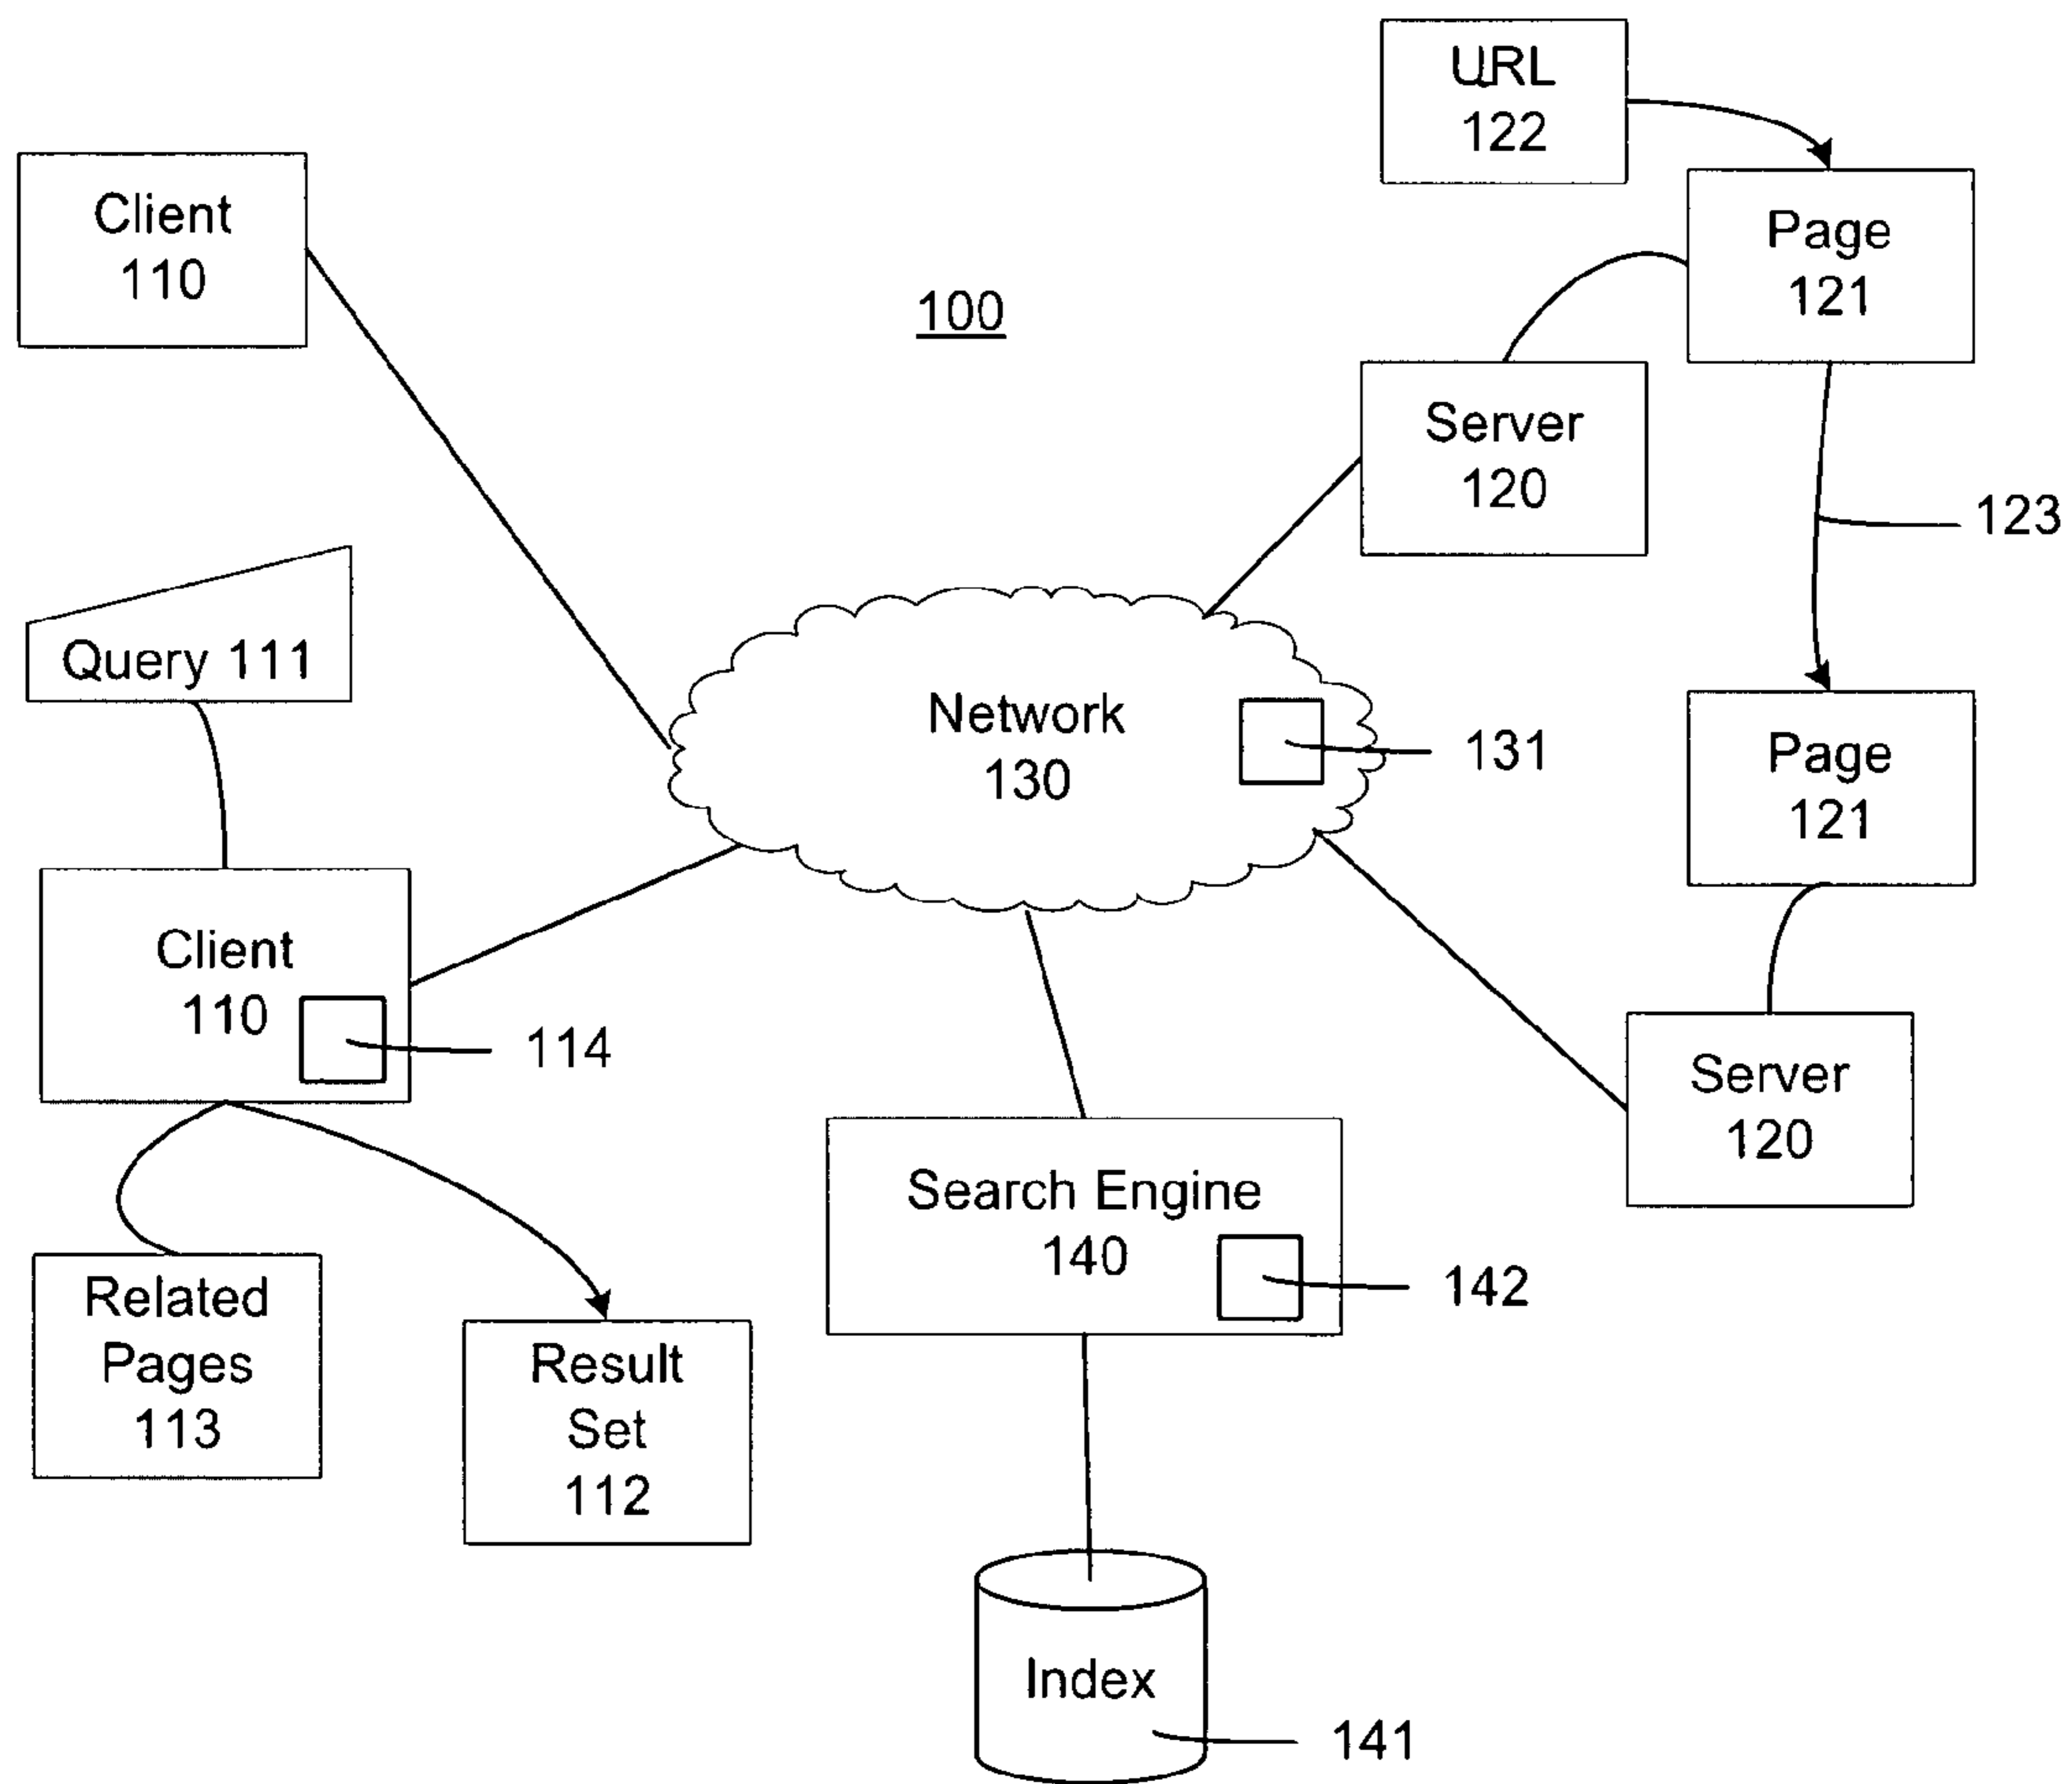 URL
122
Client
110
Page
121
100
Server
120
123
Query 111
Network
130
131
Page
121
Client
110
114
Server
120
Search Engine
140
142
Related
Pages
113
Result
Set
112
Index
141